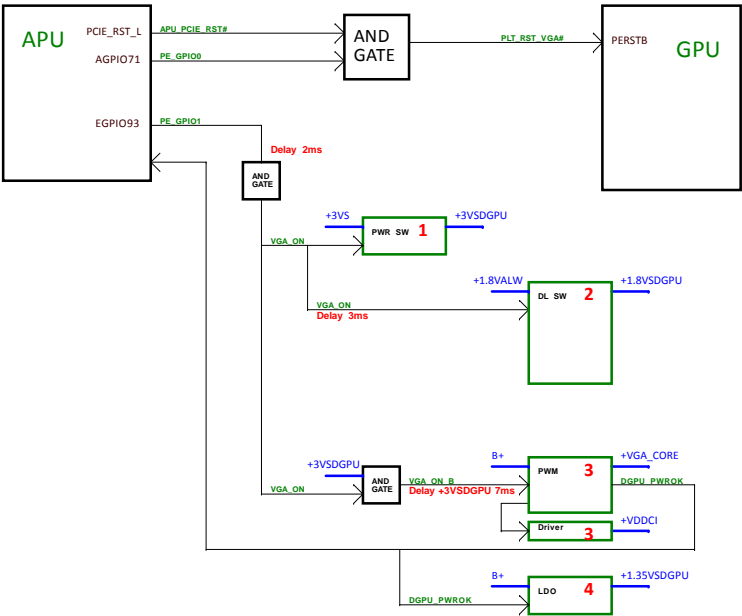 APU
PCIE_RST_L
APU_PCIE_RST#
AND
GATE
PLT_RST_VGA#
PERSTB
GPU
AGPIO71
PE_GPIO0
EGPIO93
PE_GPIO1
Delay 2ms
AND
GATE
+3VS
PWR SW
1
+3VSDGPU
VGA_ON
+1.8VALW
DL SW
2
+1.8VSDGPU
VGA_ON
Delay 3ms
+3VSDGPU
VGA_ON
AND
GATE
VGA_ON_B
Delay +3VSDGPU 7ms
B+
PWM
3
+VGA_CORE
DGPU_PWROK
Driver
3
+VDDCI
B+
LDO
4
+1.35VSDGPU
DGPU_PWROK